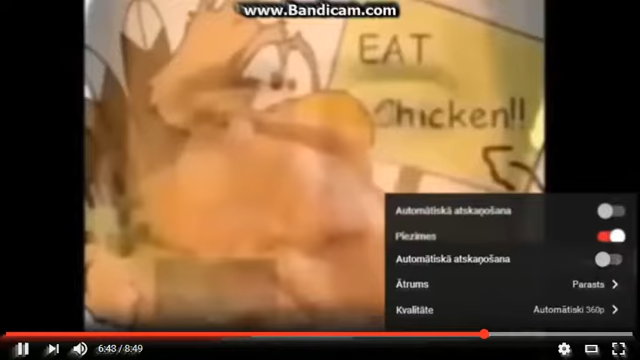 www.Bandicam.com
EAT
Chicken!!
Automātiskā atskaņošana
Piezīmes
Automātiskā atskaņošana
Ātrums Parasts
Kvalitāte Automātiski 360p
6:43 / 8:49